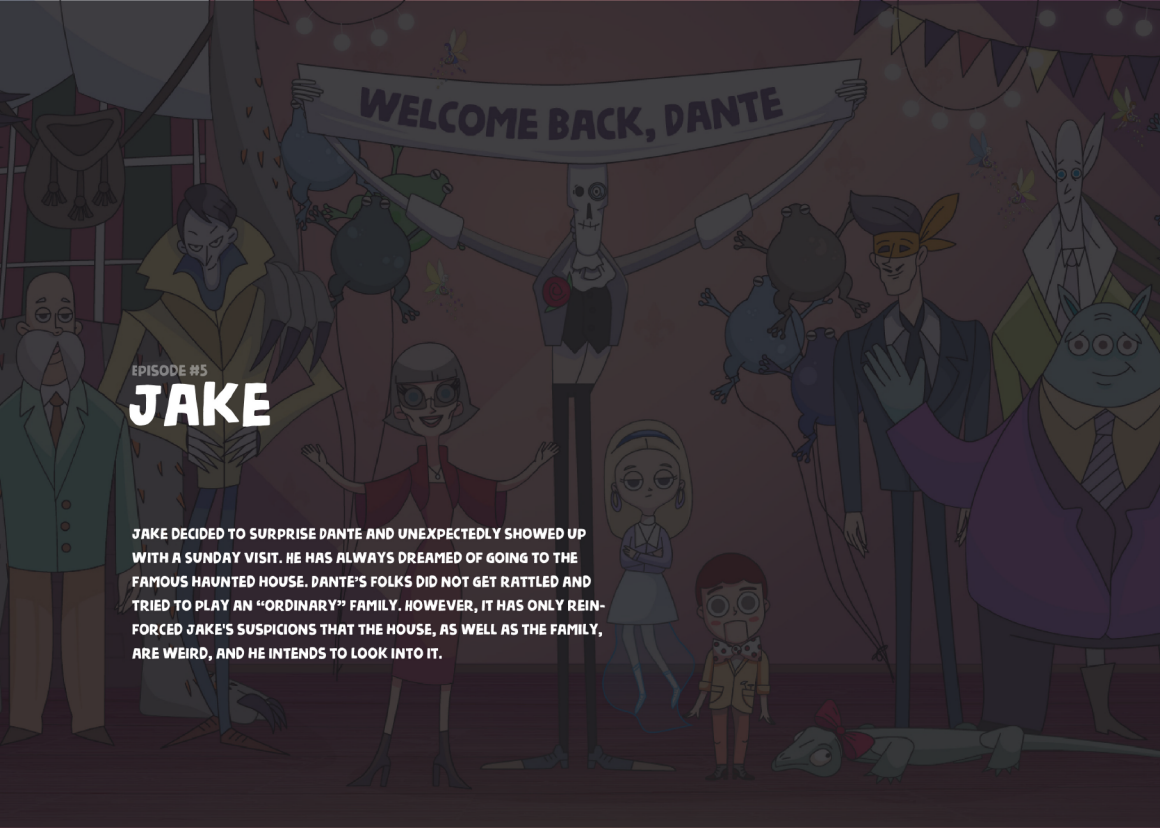 WELCOME BACK, DANTE
EPISODE #5
JAKE
JAKE DECIDED TO SURPRISE DANTE AND UNEXPECTEDLY SHOWED UP
WITH A SUNDAY VISIT. HE HAS ALWAYS DREAMED OF GOING TO THE
FAMOUS HAUNTED HOUSE. DANTE'S FOLKS DID NOT GET RATTLED AND
TRIED TO PLAY AN “ORDINARY” FAMILY. HOWEVER, IT HAS ONLY REIN-
FORCED JAKE'S SUSPICIONS THAT THE HOUSE, AS WELL AS THE FAMILY,
ARE WEIRD, AND HE INTENDS TO LOOK INTO IT.